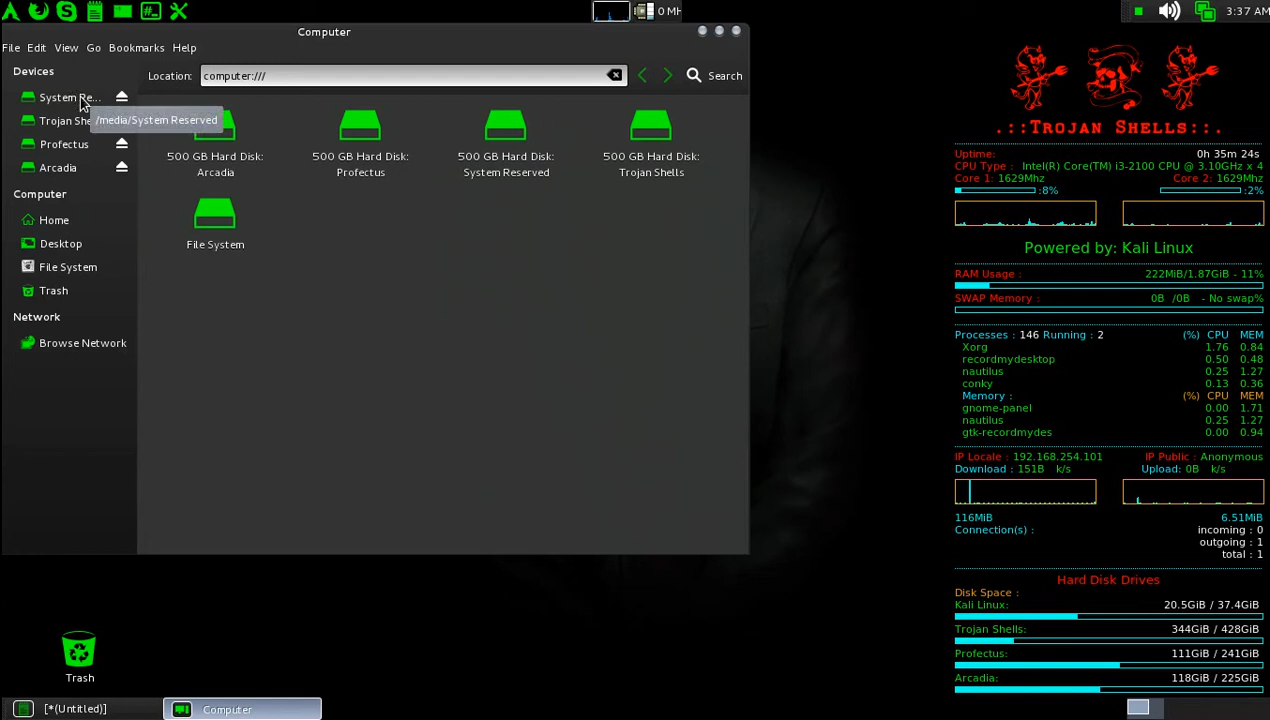 0 MH
3:37 AM
Computer
File Edit View Go Bookmarks Help
Devices
System Re...
/media/System Reserved
Trojan She
Profectus
Arcadia
Computer
Home
Desktop
File System
Trash
Network
Browse Network
Location: computer:/// Search
500 GB Hard Disk: Arcadia
500 GB Hard Disk: Profectus
500 GB Hard Disk: System Reserved
500 GB Hard Disk: Trojan Shells
File System
Trash
[*(Untitled)]
Computer
.::Trojan Shells::.
Uptime: 0h 35m 24s
CPU Type : Intel(R) Core(TM) i3-2100 CPU @ 3.10GHz x 4
Core 1: 1629Mhz Core 2: 1629Mhz
:8% :2%
Powered by: Kali Linux
RAM Usage : 222MiB/1.87GiB - 11%
SWAP Memory : 0B /0B - No swap%
Processes : 146 Running : 2 (%) CPU MEM
Xorg 1.76 0.84
recordmydesktop 0.50 0.48
nautilus 0.25 1.27
conky 0.13 0.36
Memory : (%) CPU MEM
gnome-panel 0.00 1.71
nautilus 0.25 1.27
gtk-recordmydes 0.00 0.94
IP Locale : 192.168.254.101 IP Public : Anonymous
Download : 151B k/s Upload: 0B k/s
116MiB 6.51MiB
Connection(s) : incoming : 0
outgoing : 1
total : 1
Hard Disk Drives
Disk Space :
Kali Linux: 20.5GiB / 37.4GiB
Trojan Shells: 344GiB / 428GiB
Profectus: 111GiB / 241GiB
Arcadia: 118GiB / 225GiB